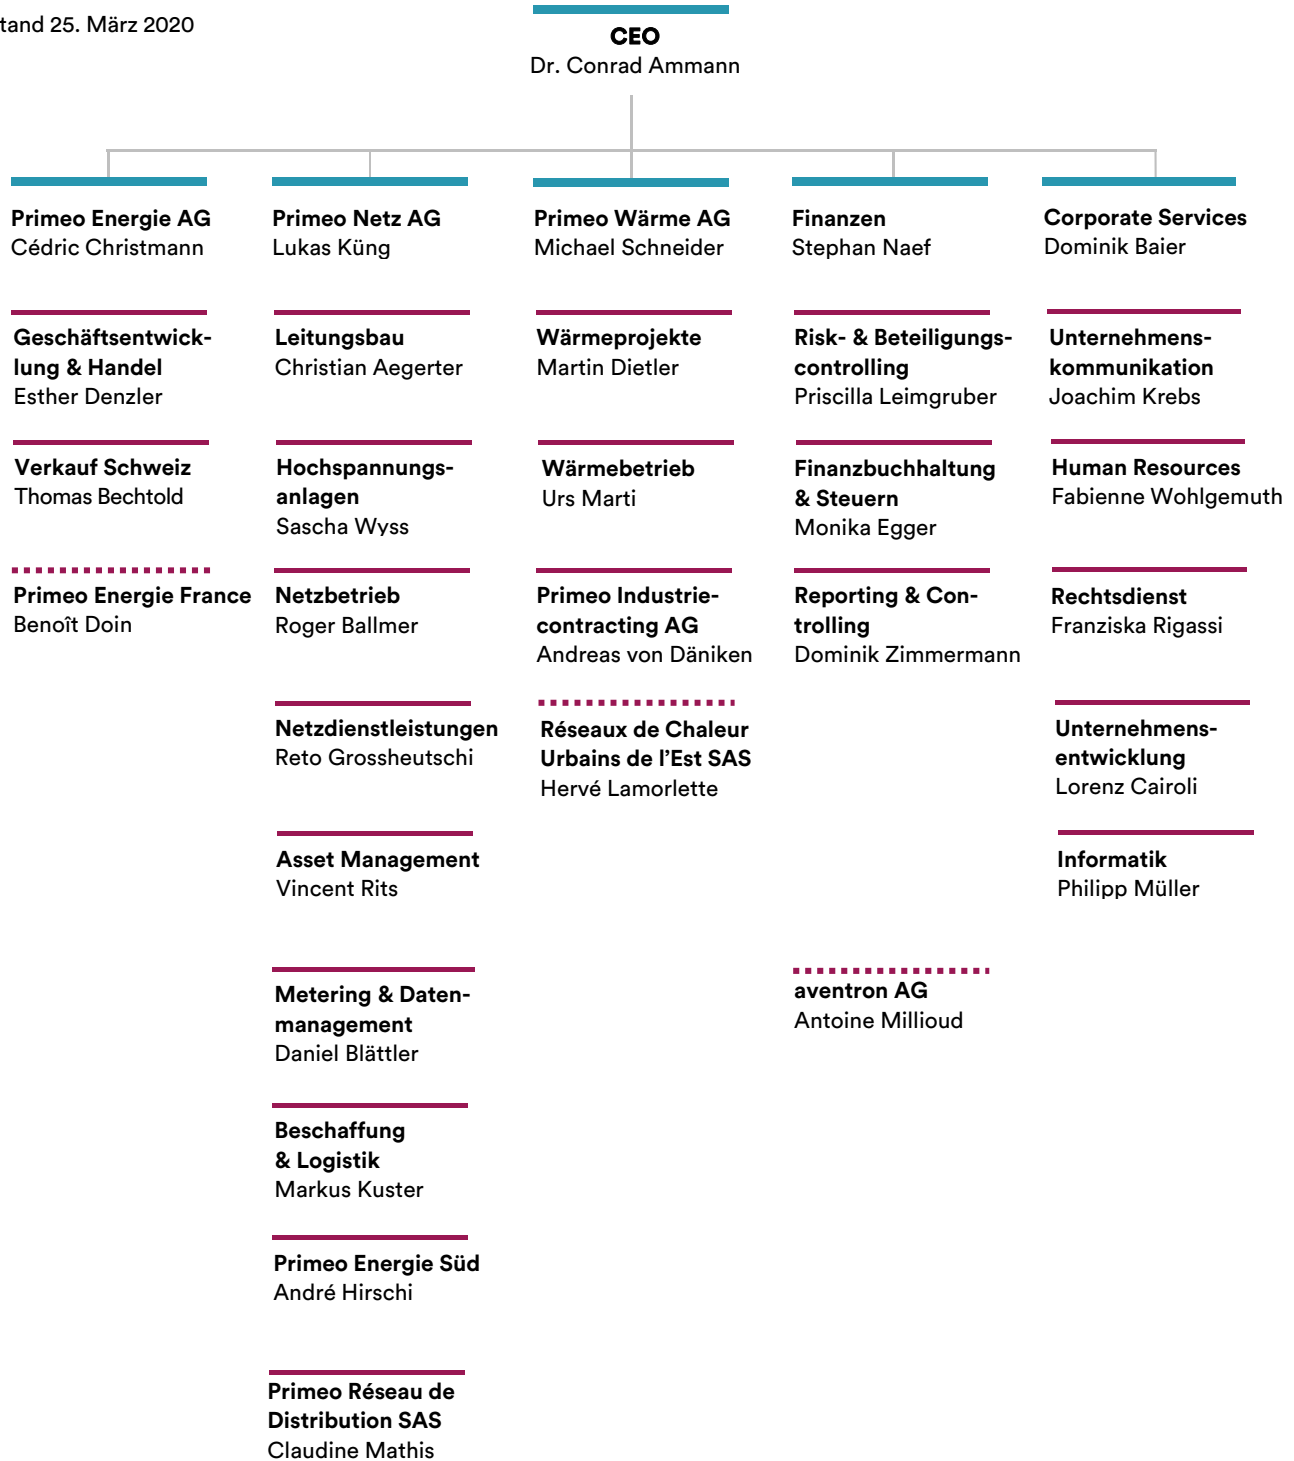 tand 25. März 2020
CEO
Dr. Conrad Ammann
Primeo Energie AG
Cédric Christmann
Geschäftsentwick-
lung & Handel
Esther Denzler
Verkauf Schweiz
Thomas Bechtold
Primeo Energie France
Benoît Doin
Primeo Netz AG
Lukas Küng
Leitungsbau
Christian Aegerter
Hochspannungs-
anlagen
Sascha Wyss
Netzbetrieb
Roger Ballmer
Netzdienstleistungen
Reto Grossheutschi
Asset Management
Vincent Rits
Metering & Daten-
management
Daniel Blättler
Beschaffung
& Logistik
Markus Kuster
Primeo Energie Süd
André Hirschi
Primeo Réseau de
Distribution SAS
Claudine Mathis
Primeo Wärme AG
Michael Schneider
Wärmeprojekte
Martin Dietler
Wärmebetrieb
Urs Marti
Primeo Industrie-
contracting AG
Andreas von Däniken
Réseaux de Chaleur
Urbains de l’Est SAS
Hervé Lamorlette
Finanzen
Stephan Naef
Risk- & Beteiligungs-
controlling
Priscilla Leimgruber
Finanzbuchhaltung
& Steuern
Monika Egger
Reporting & Con-
trolling
Dominik Zimmermann
aventron AG
Antoine Millioud
Corporate Services
Dominik Baier
Unternehmens-
kommunikation
Joachim Krebs
Human Resources
Fabienne Wohlgemuth
Rechtsdienst
Franziska Rigassi
Unternehmens-
entwicklung
Lorenz Cairoli
Informatik
Philipp Müller